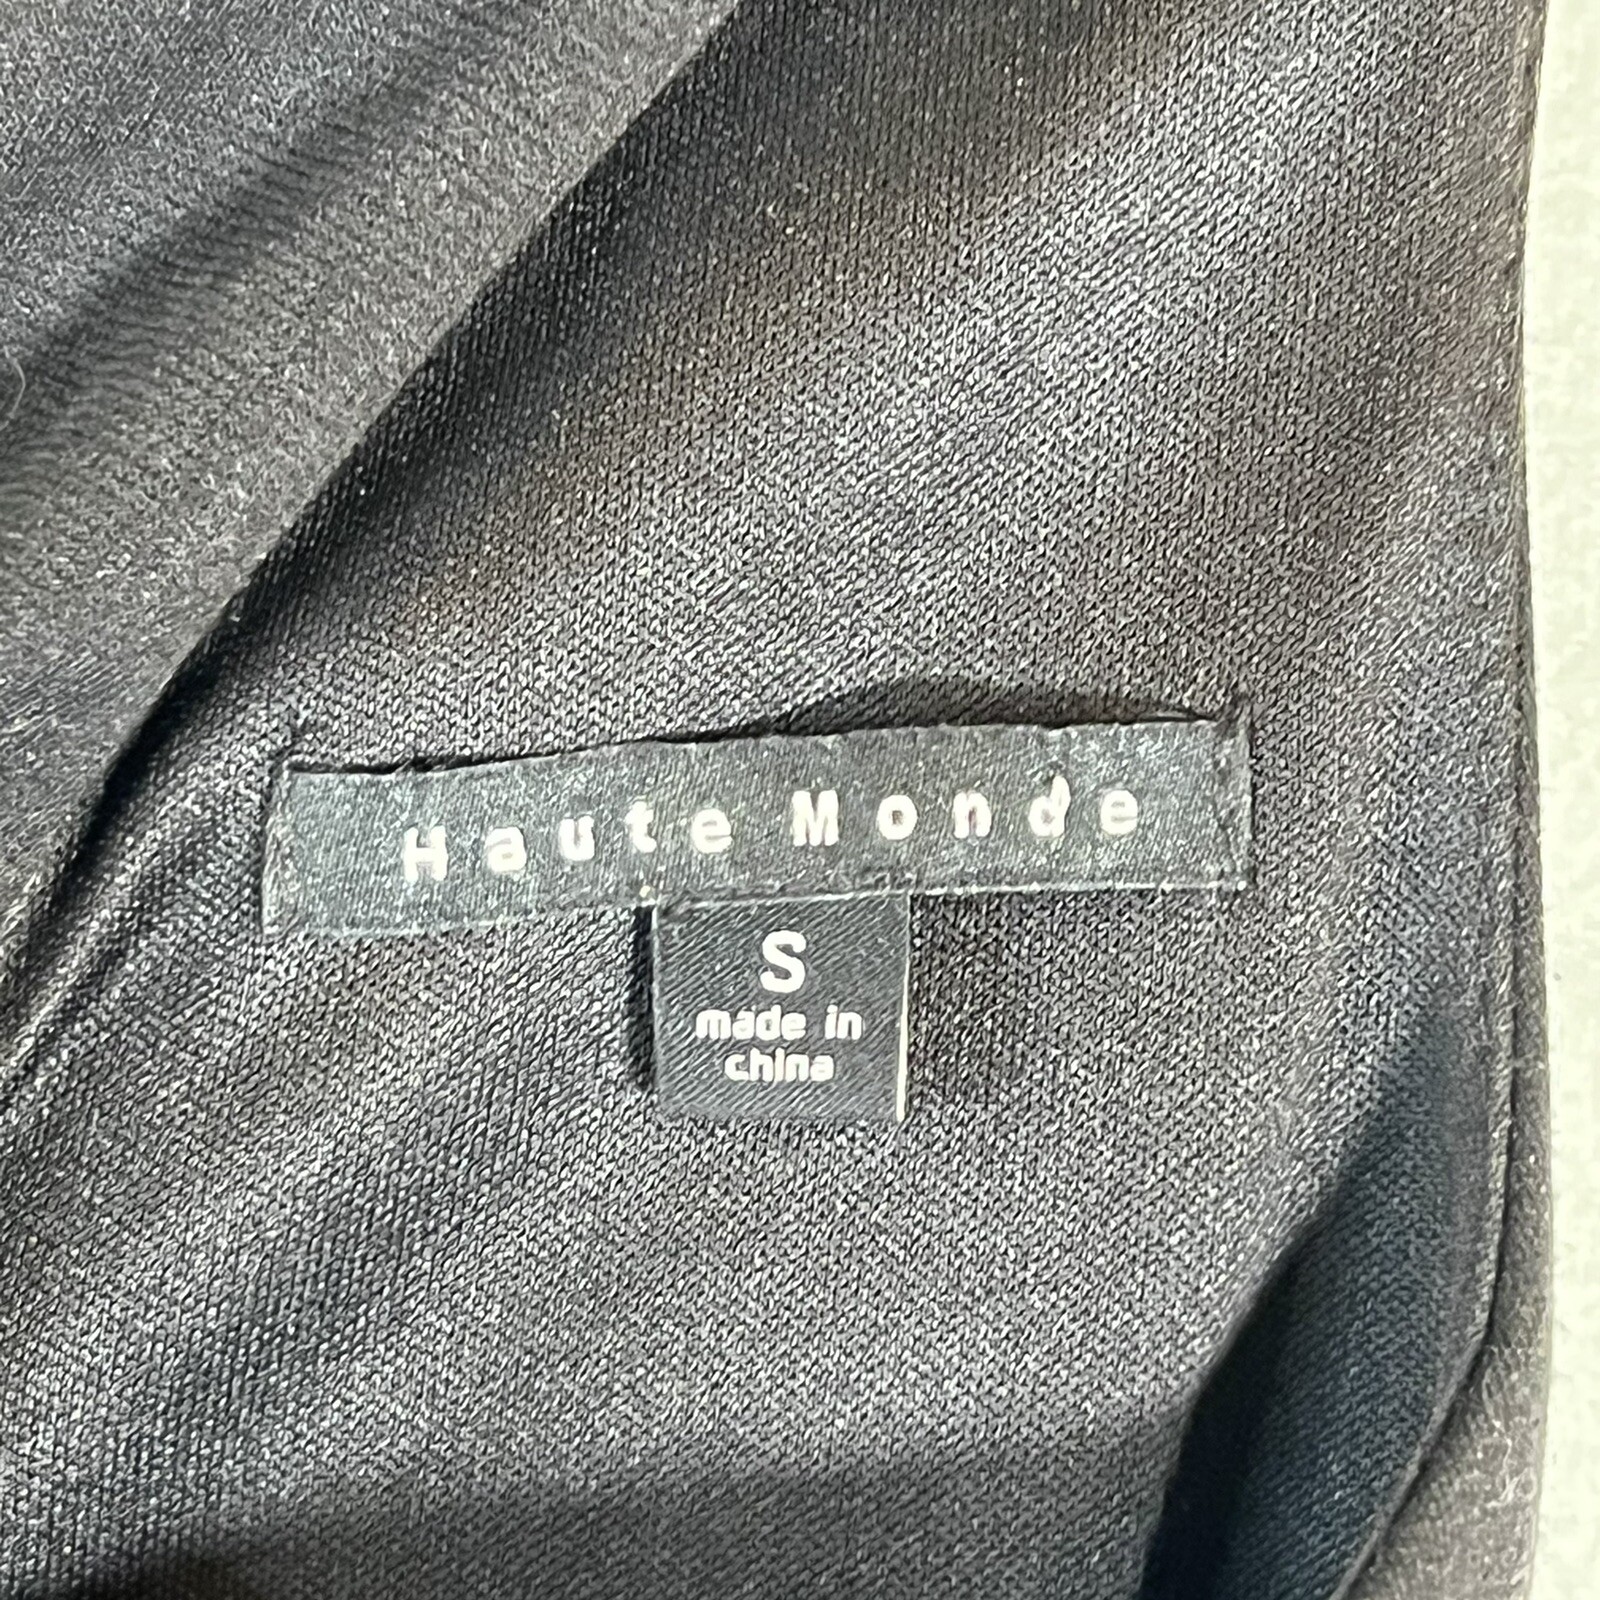 Haute Monde
S
made in
china